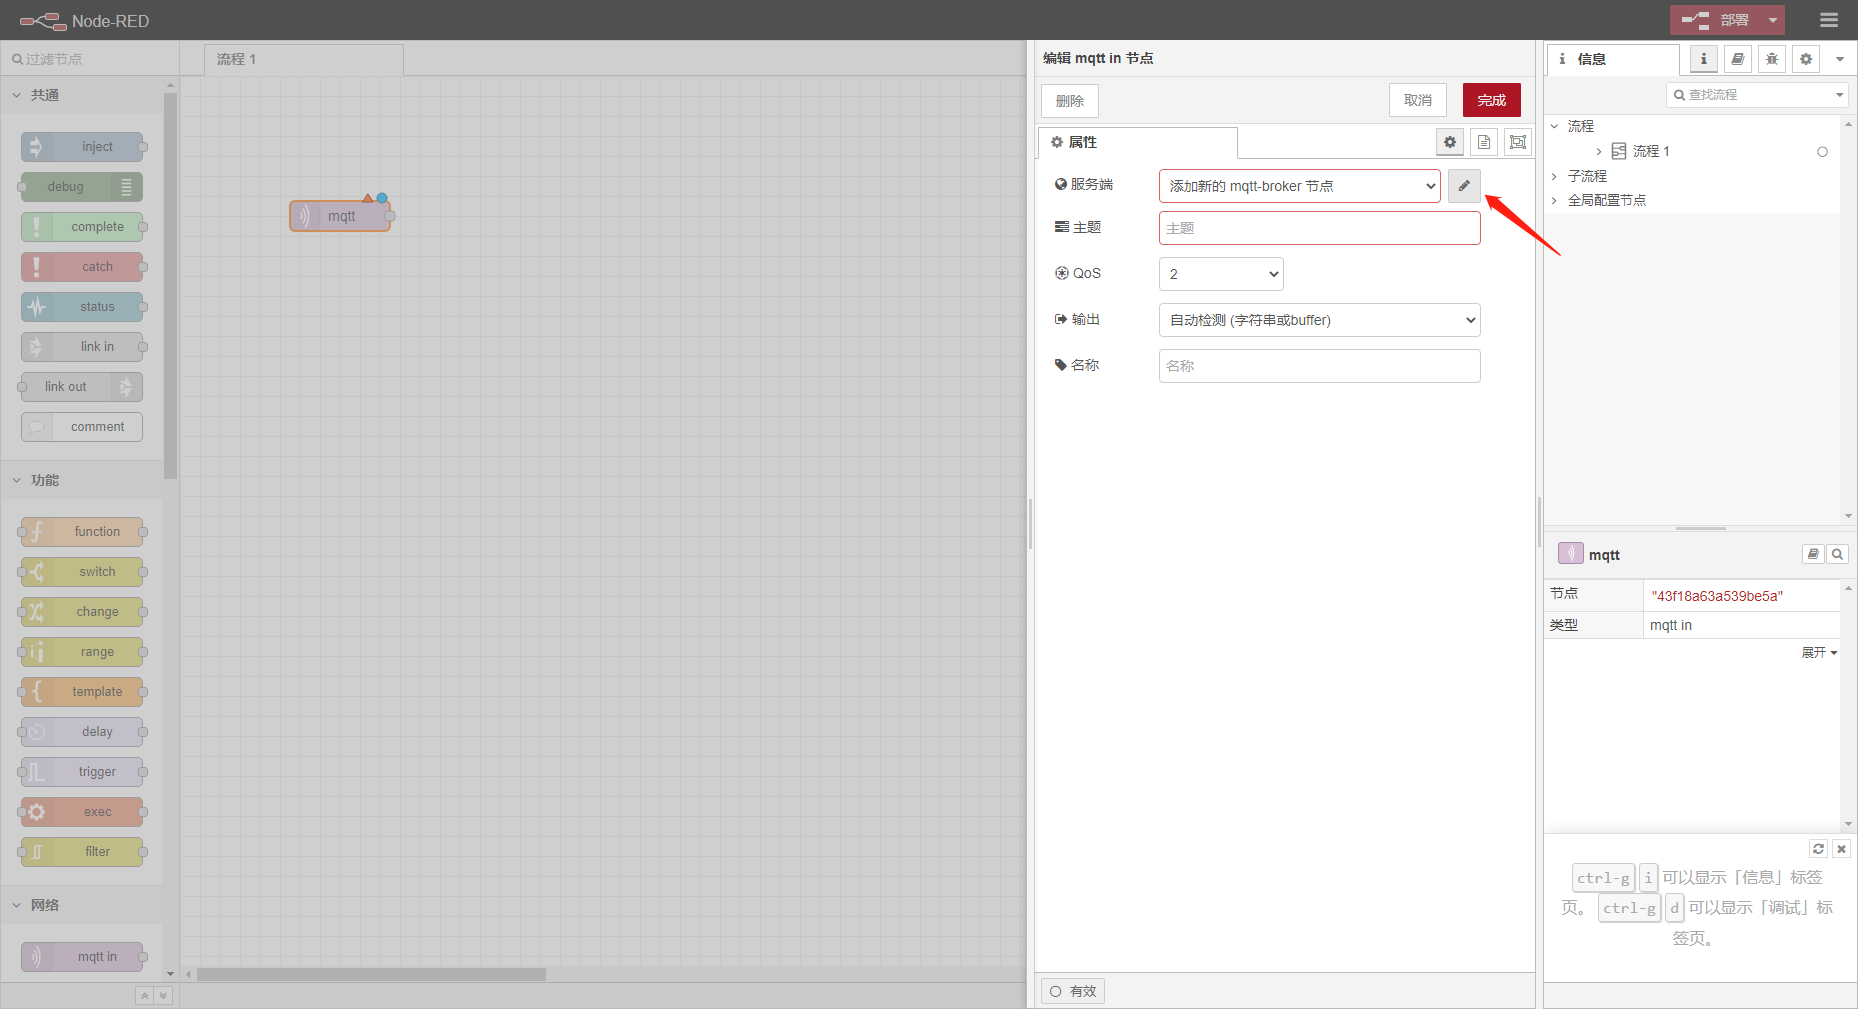 Node-RED
部署
过滤节点
共通
inject
debug
complete
catch
status
link in
link out
comment
功能
function
switch
change
range
template
delay
trigger
exec
filter
网络
mqtt in
流程 1
mqtt
编辑 mqtt in 节点
删除
取消
完成
属性
服务端
添加新的 mqtt-broker 节点
主题
主题
QoS
2
输出
自动检测 (字符串或buffer)
名称
名称
有效
信息
查找流程
流程
流程 1
子流程
全局配置节点
mqtt
节点
"43f18a63a539be5a"
类型
mqtt in
展开
ctrl-g i 可以显示「信息」标签
页。 ctrl-g d 可以显示「调试」标
签页。